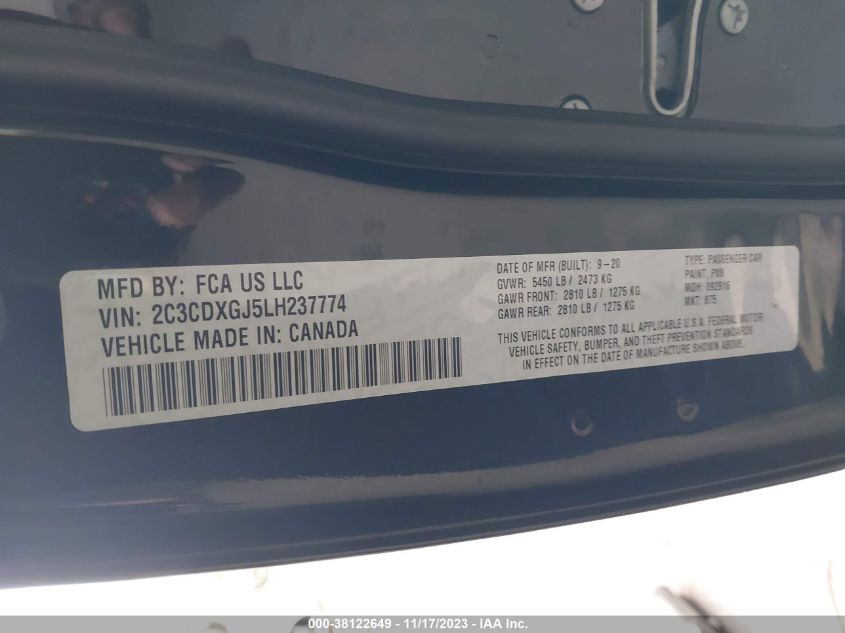 MFD BY: FCA US LLC
VIN: 2C3CDXGJ5LH237774
VEHICLE MADE IN: CANADA
DATE OF MFR (BUILT): 9-20
GVWR: 5450 LB / 2473 KG
GAWR FRONT: 2810 LB / 1275 KG
GAWR REAR: 2810 LB / 1275 KG
TYPE: PASSENGER CAR
PAINT: PX8
MDH: 092916
MKT: 875
THIS VEHICLE CONFORMS TO ALL APPLICABLE U.S.A. FEDERAL MOTOR
VEHICLE SAFETY, BUMPER, AND THEFT PREVENTION STANDARDS
IN EFFECT ON THE DATE OF MANUFACTURE SHOWN ABOVE.
000-38122649 - 11/17/2023 - IAA Inc.